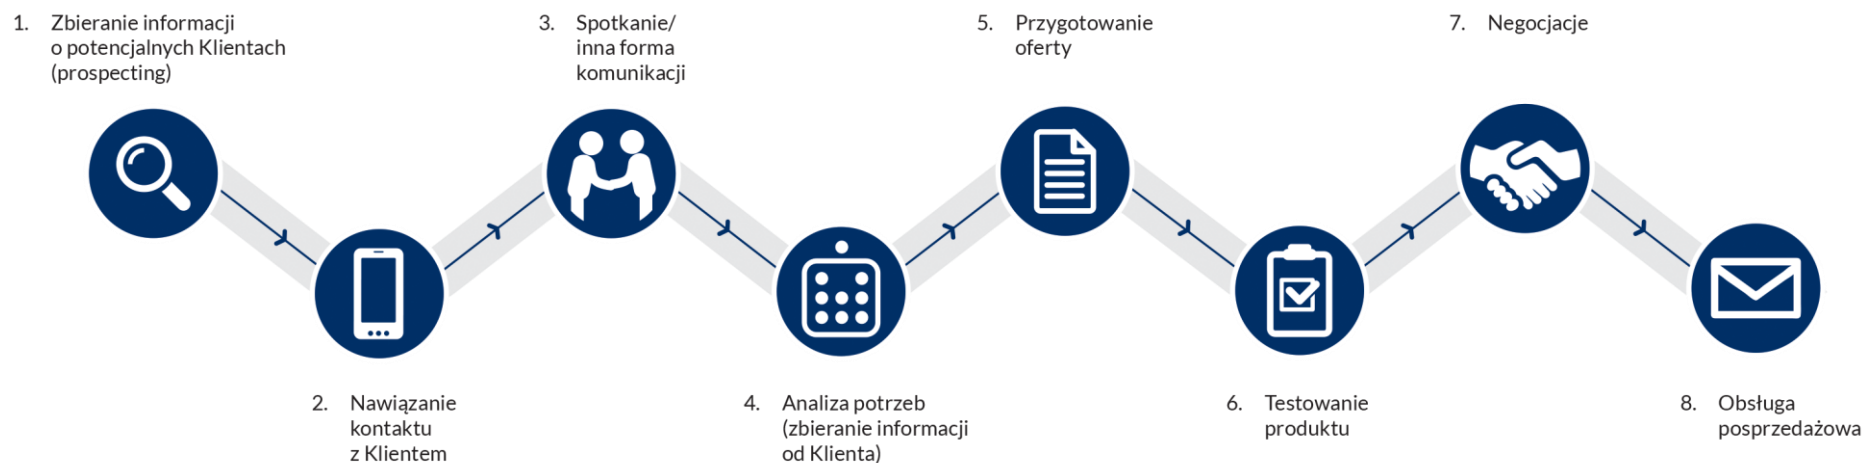 1. Zbieranie informacji
o potencjalnych Klientach
(prospecting)
2. Nawiązanie
kontaktu
z Klientem
3. Spotkanie/
inna forma
komunikacji
4. Analiza potrzeb
(zbieranie informacji
od Klienta)
5. Przygotowanie
oferty
6. Testowanie
produktu
7. Negocjacje
8. Obsługa
posprzedażowa